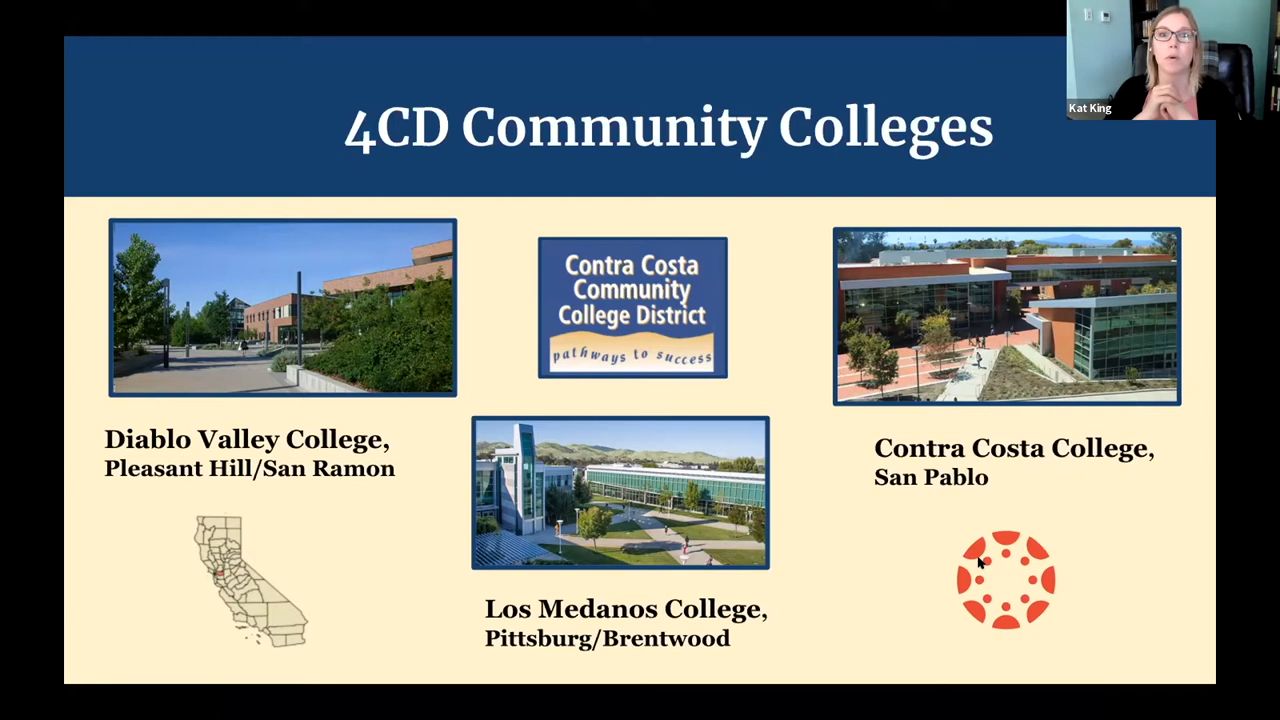 Kat King
4CD Community Colleges
Contra Costa
Community
College District
pathways to success
Diablo Valley College,
Pleasant Hill/San Ramon
Contra Costa College,
San Pablo
Los Medanos College,
Pittsburg/Brentwood